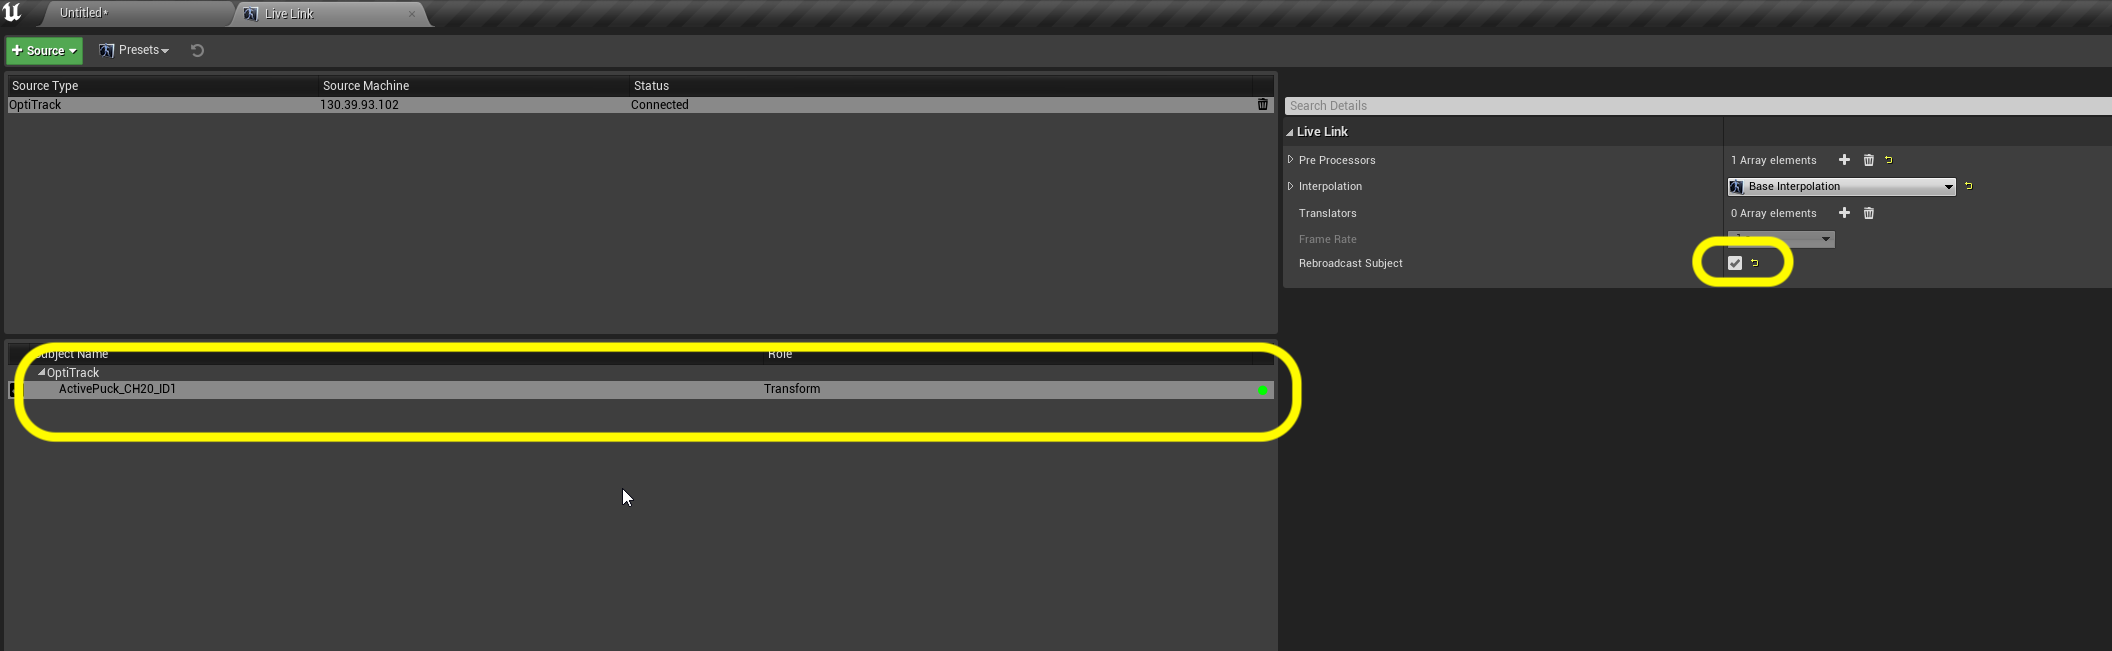 Untitled*
Live Link
Source
Presets
Source Type Source Machine Status
OptiTrack 130.39.93.102 Connected
Search Details
Live Link
Pre Processors 1 Array elements
Interpolation Base Interpolation
Translators 0 Array elements
Frame Rate
Rebroadcast Subject
Subject Name Role
OptiTrack
ActivePuck_CH20_ID1 Transform